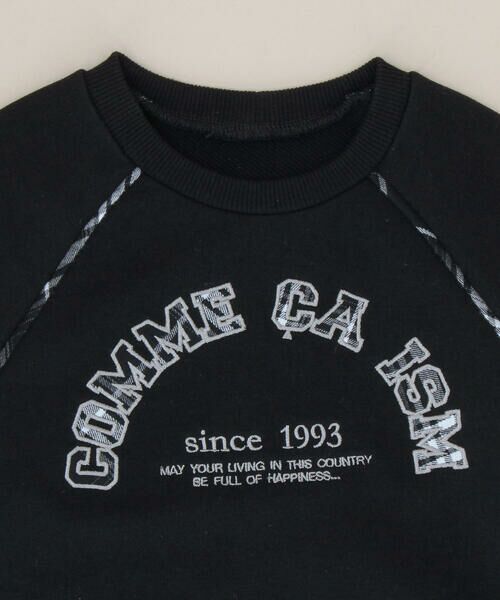 COMME ÇA ISM
since 1993
MAY YOUR LIVING IN THIS COUNTRY
BE FULL OF HAPPINESS...